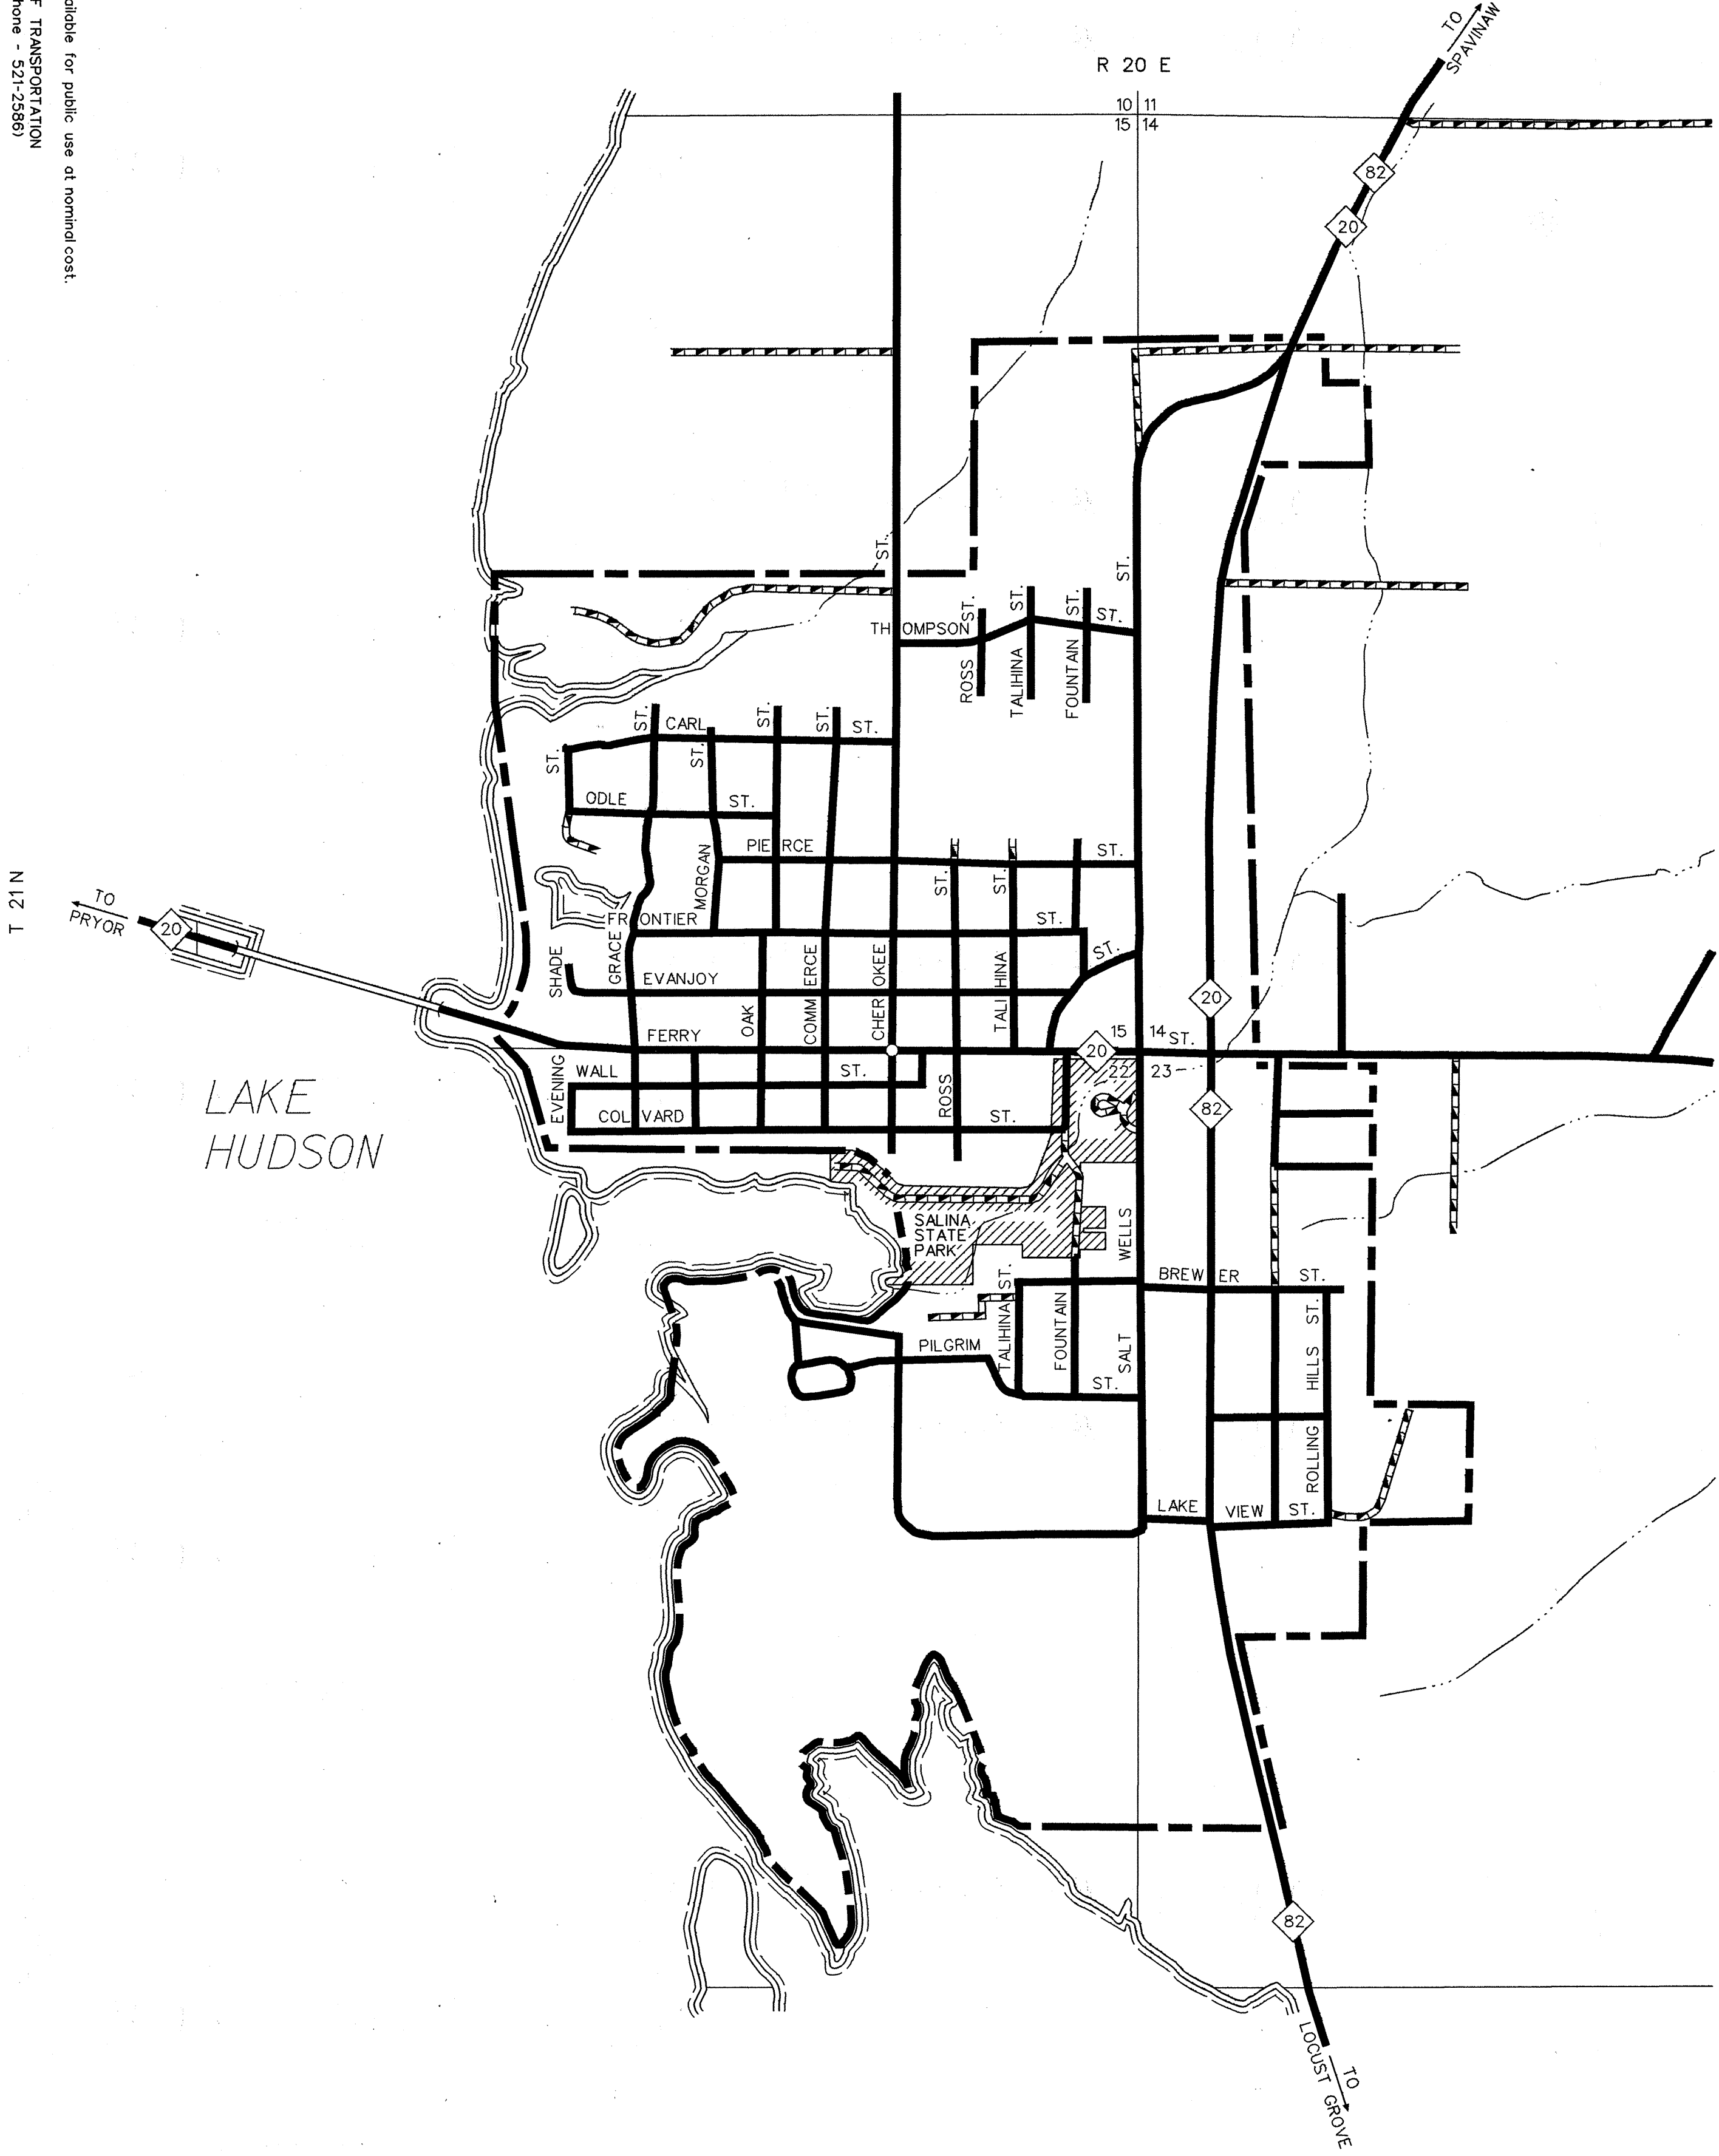 ailable for public use at nominal cost.
F TRANSPORTATION
hone - 521-2586)
R 20 E
TO
SPAVINAW
10 11
15 14
82
20
ST.
ST.
THOMPSON
ST.
ST.
ST.
ST.
ROSS
TALIHINA
FOUNTAIN
ST.
CARL
ST.
ST.
ST.
ST.
ST.
ODLE
ST.
PIERCE
ST.
MORGAN
ST.
ST.
FRONTIER
ST.
T 21N
TO
PRYOR
20
SHADE
GRACE
EVANJOY
OAK
COMMERCE
CHEROKEE
TALIHINA
ST.
20
FERRY
15 14
ST.
20
22 23
EVENING
WALL
ST.
ROSS
COLVARD
ST.
82
LAKE
HUDSON
SALINA
STATE
PARK
WELLS
ST.
BREWER
ST.
TALIHINA
FOUNTAIN
SALT
HILLS ST.
PILGRIM
ST.
ROLLING
LAKE
VIEW
ST.
82
TO
LOCUST GROVE